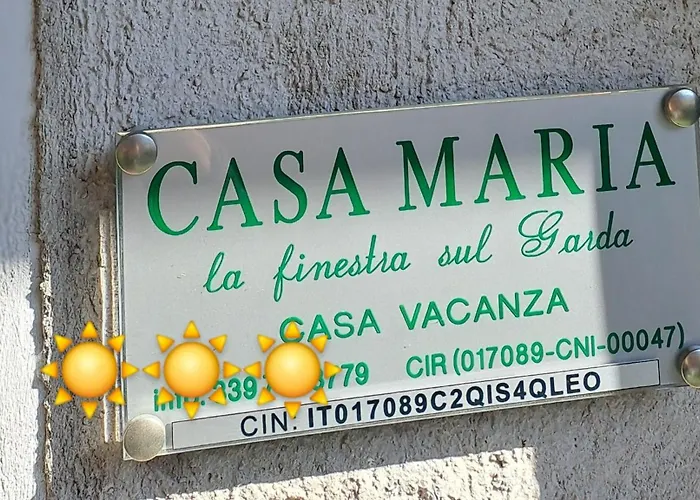 CASA MARIA
la finestra sul Garda
CASA VACANZA
CIR (017089-CNI-00047)
CIN: IT017089C2QIS4QLEO